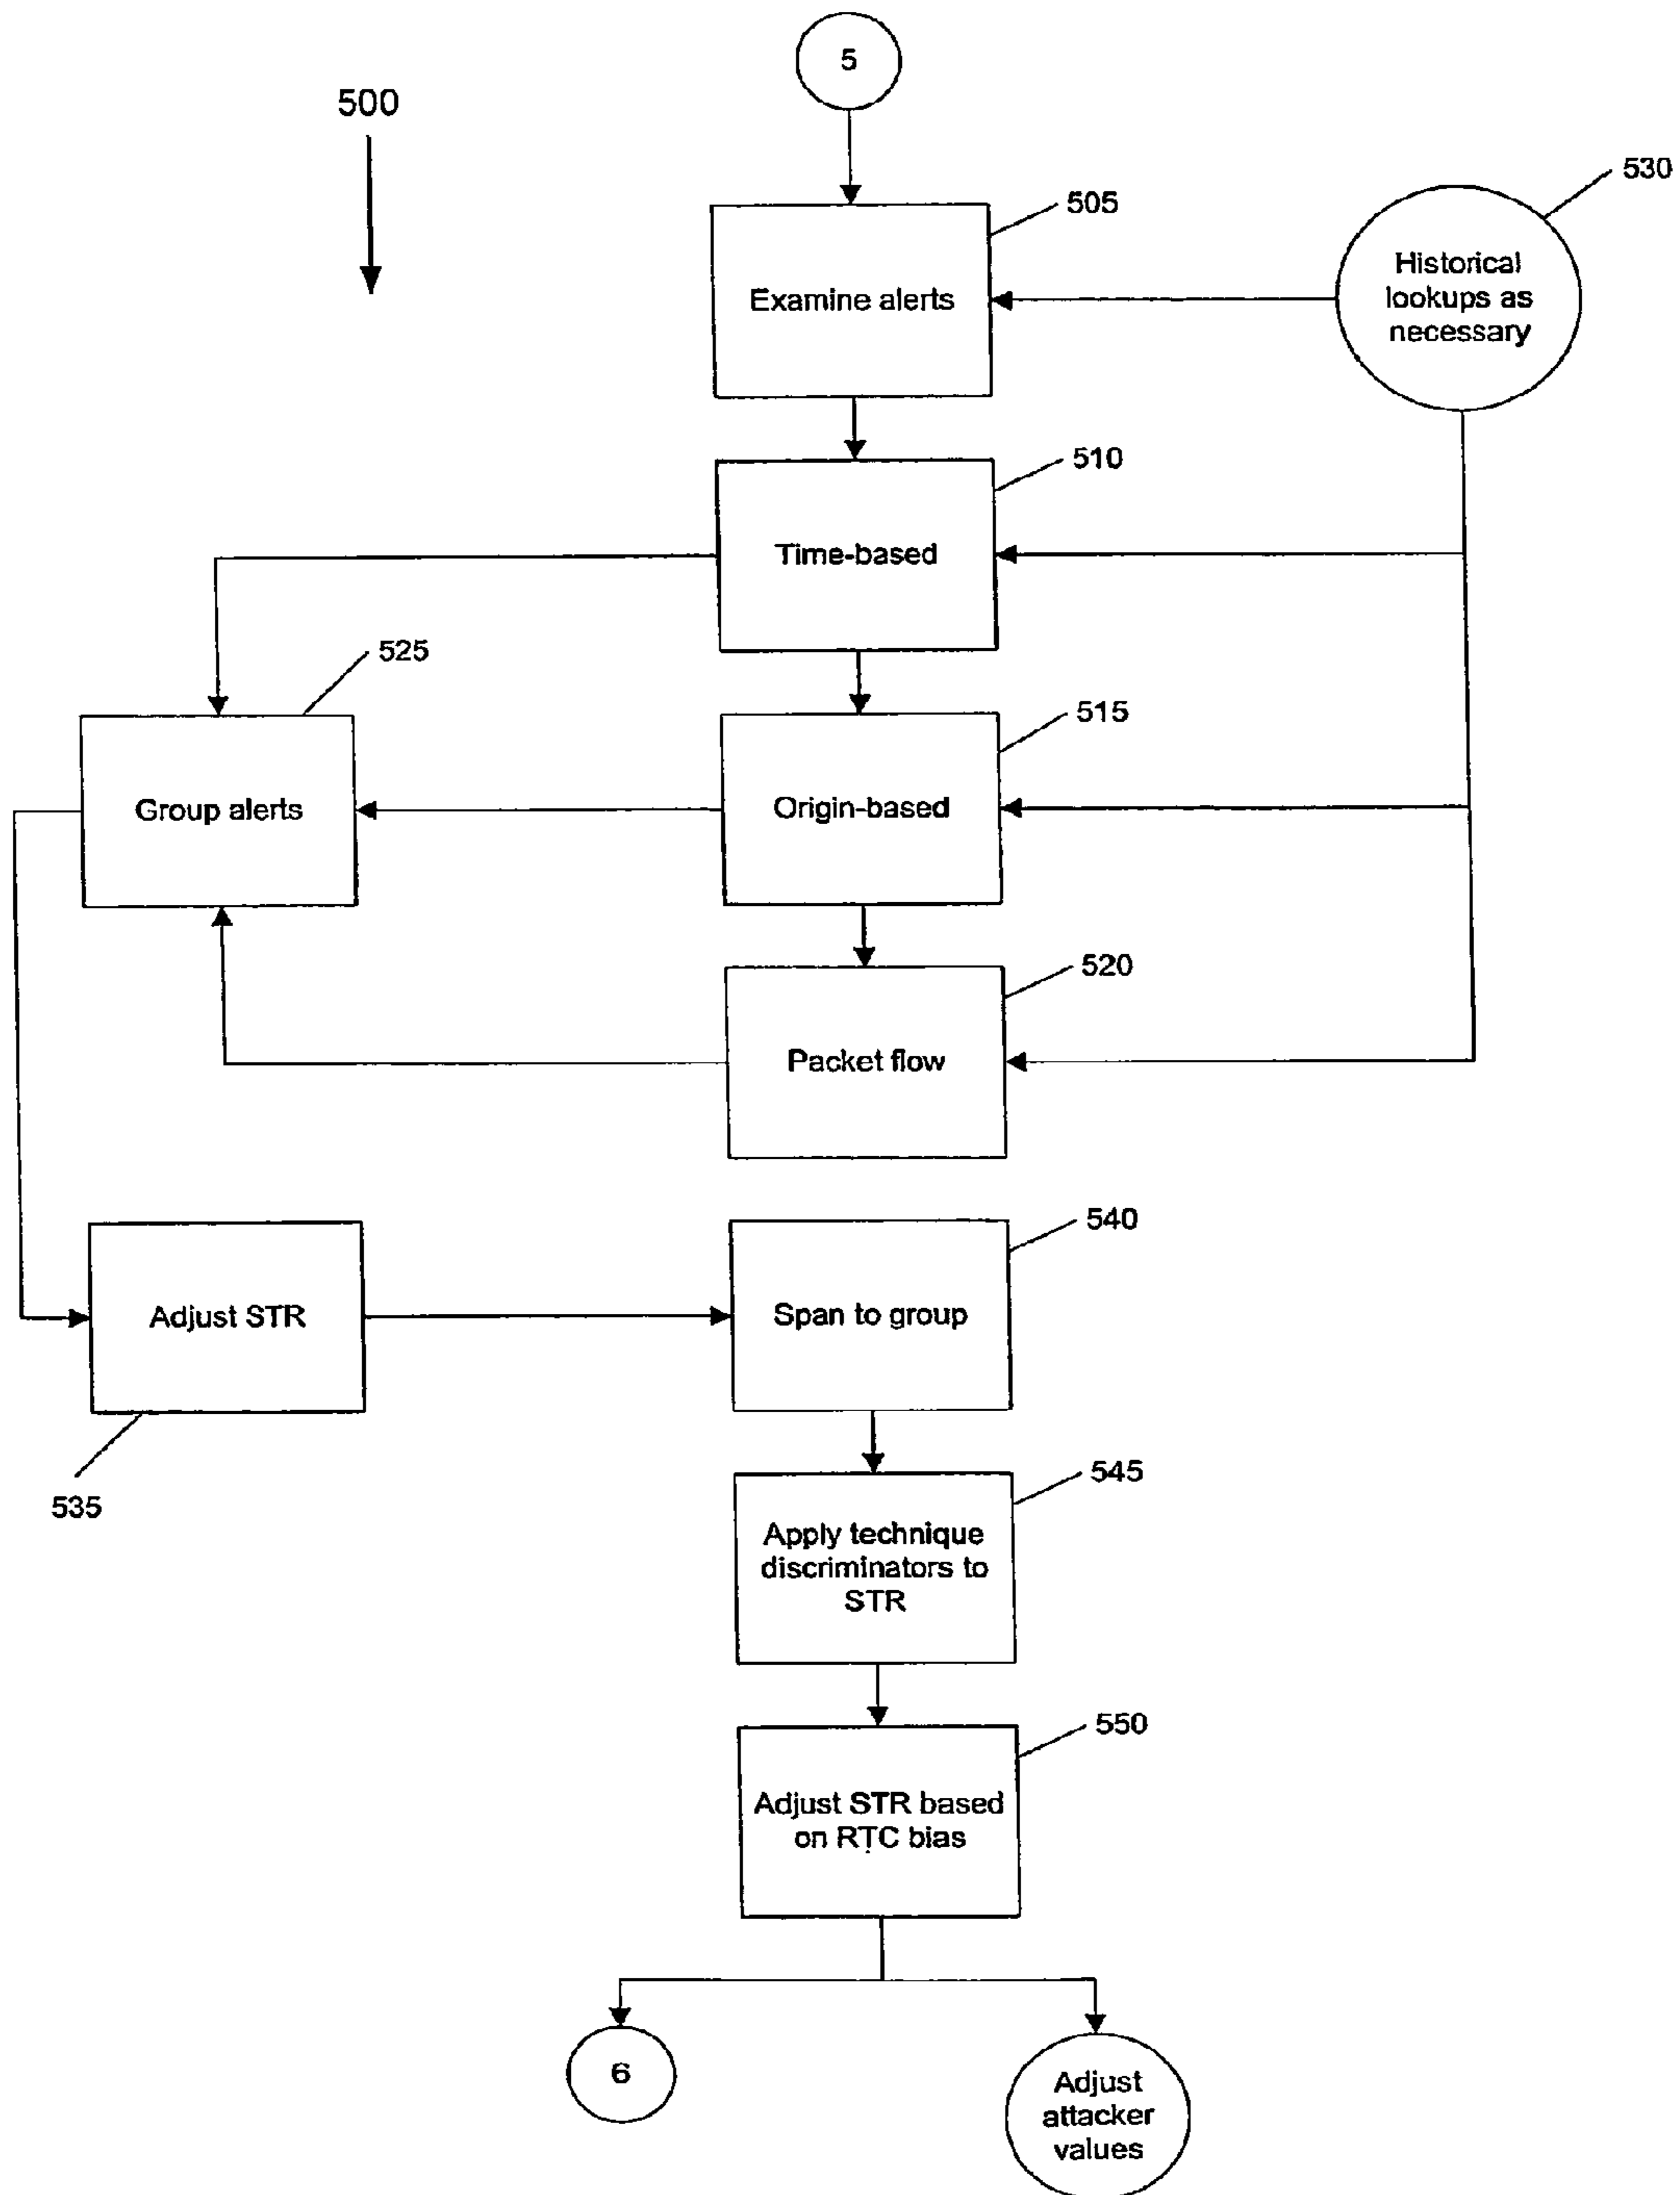 5
500
530
505
Historical
lookups as
necessary
Examine alerts
510
Time-based
525
515
Group alerts
Origin-based
520
Packet flow
540
Adjust STR
Span to group
545
535
Apply technique
discriminators to
STR
550
Adjust STR based
on RTC bias
6
Adjust
attacker
values